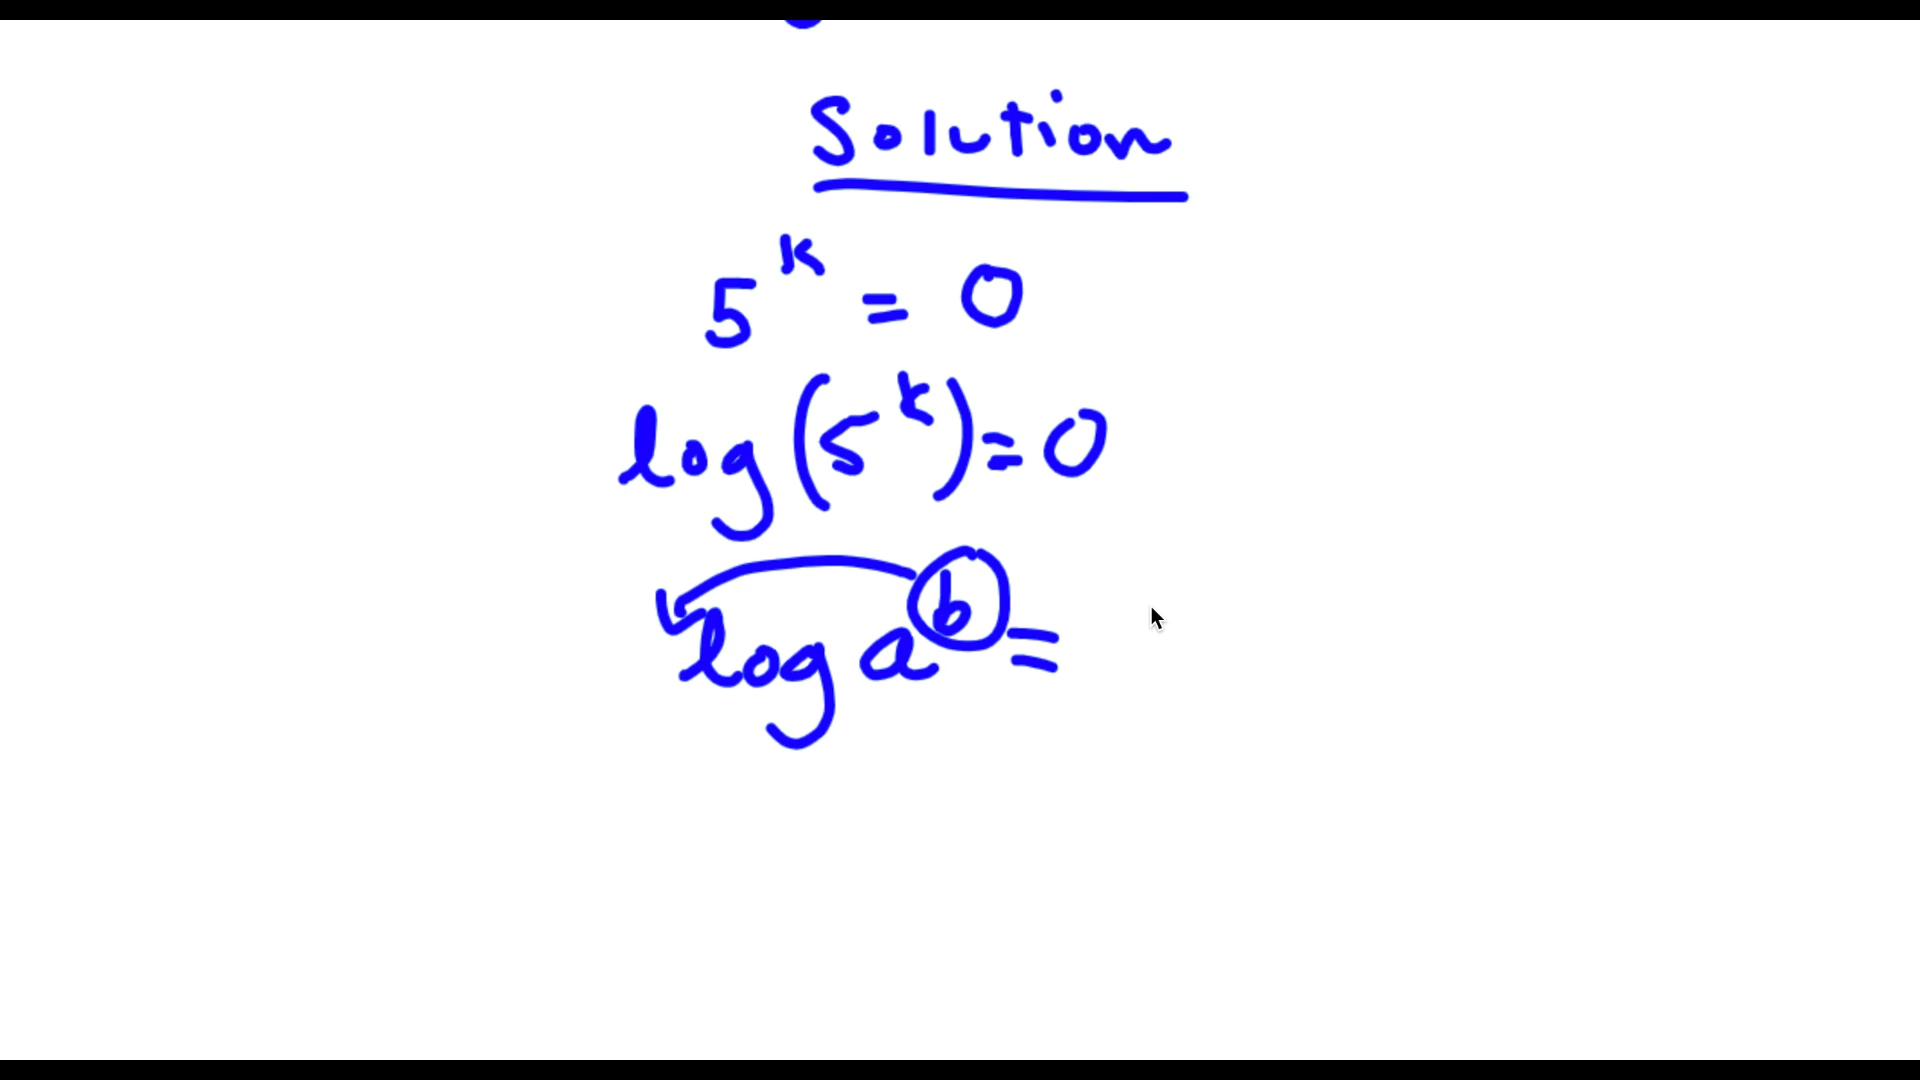 Solution
5^k = 0
log(5^k) = 0
log a^b =